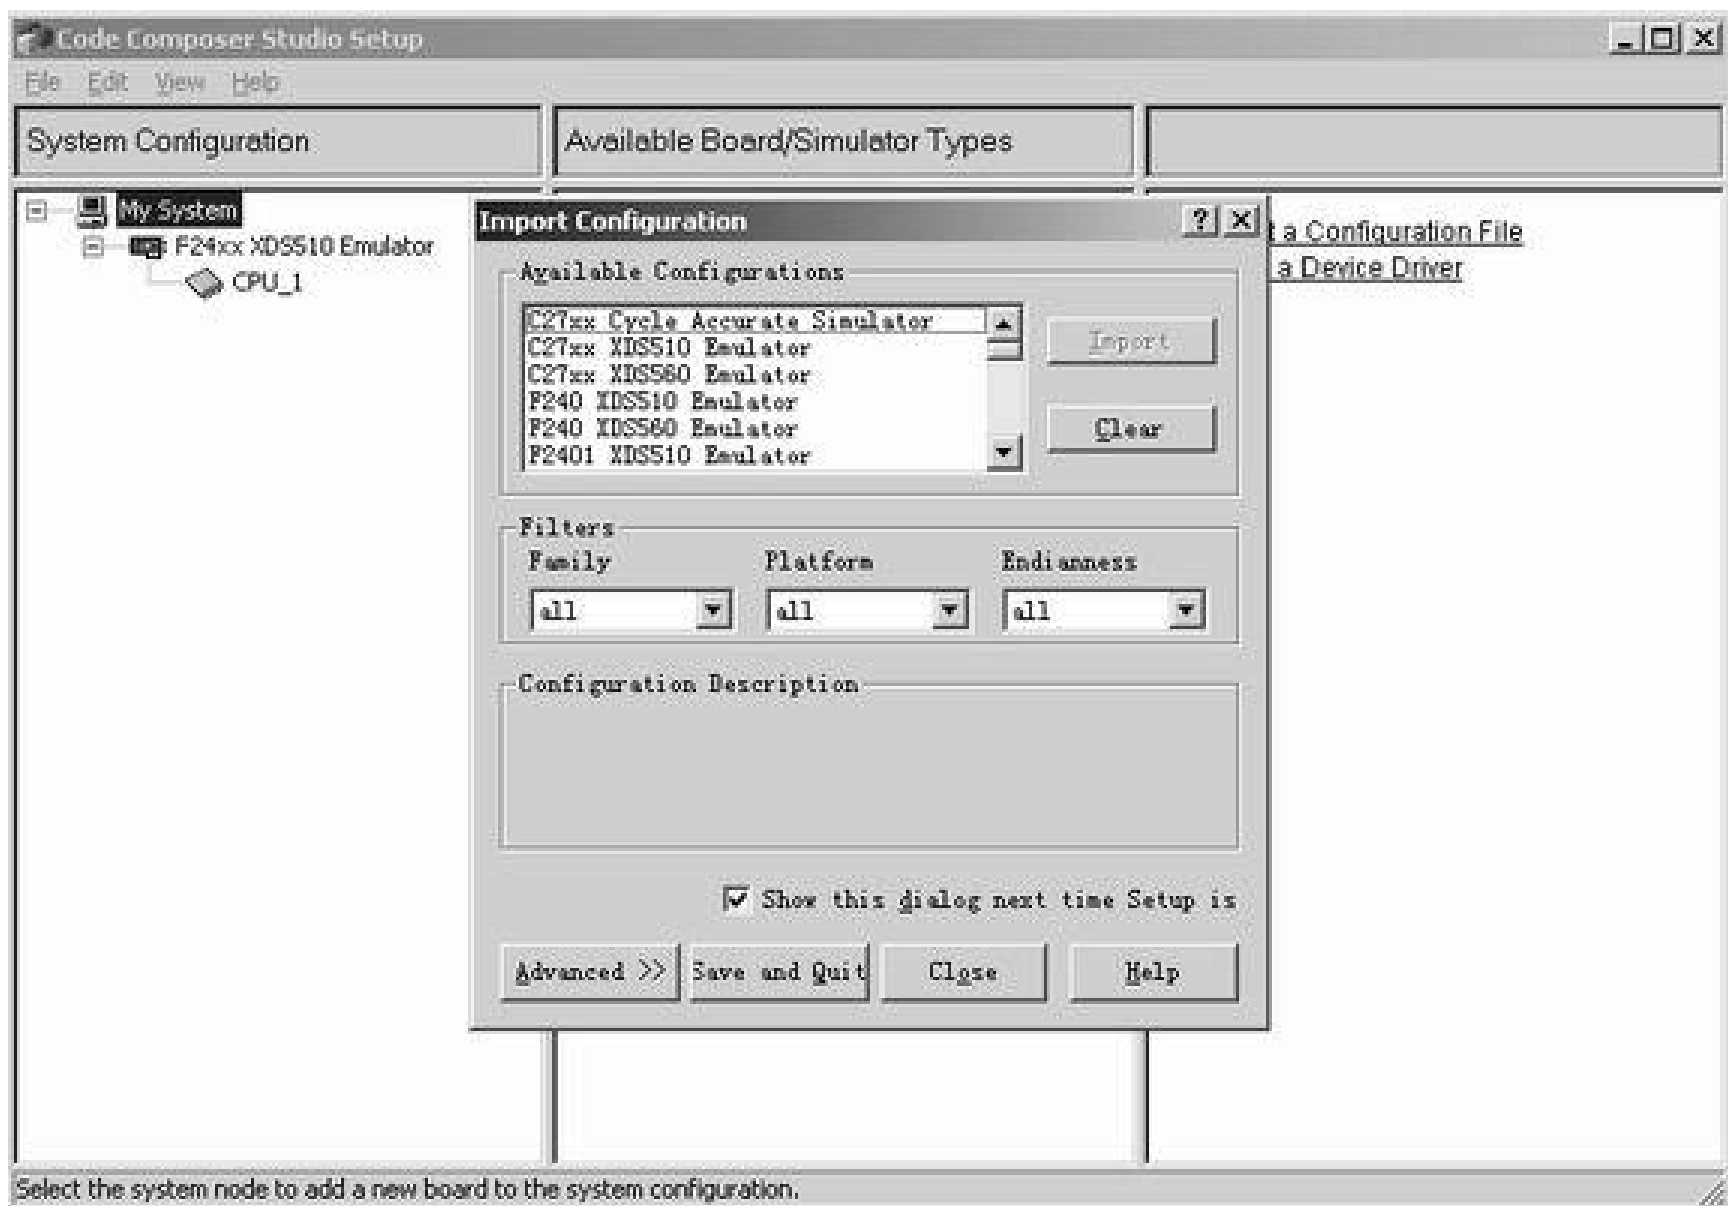 Code Composer Studio Setup
File Edit View Help
System Configuration
Available Board/Simulator Types
My System
F24xx XDS510 Emulator
CPU_1
t a Configuration File
a Device Driver
Import Configuration
Available Configurations
C27xx Cycle Accurate Simulator
C27xx XDS510 Emulator
C27xx XDS560 Emulator
F240 XDS510 Emulator
F240 XDS560 Emulator
F2401 XDS510 Emulator
Import
Clear
Filters
Family Platform Endianness
all all all
Configuration Description
Show this dialog next time Setup is
Advanced >> Save and Quit Close Help
Select the system node to add a new board to the system configuration.